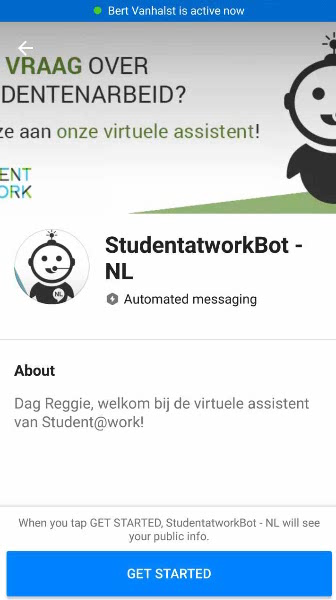 Bert Vanhalst is active now
VRAAG OVER
DENTENARBEID?
ze aan onze virtuele assistent!
ENT
ORK
StudentatworkBot -
NL
NL
Automated messaging
About
Dag Reggie, welkom bij de virtuele assistent
van Student@work!
When you tap GET STARTED, StudentatworkBot - NL will see
your public info.
GET STARTED